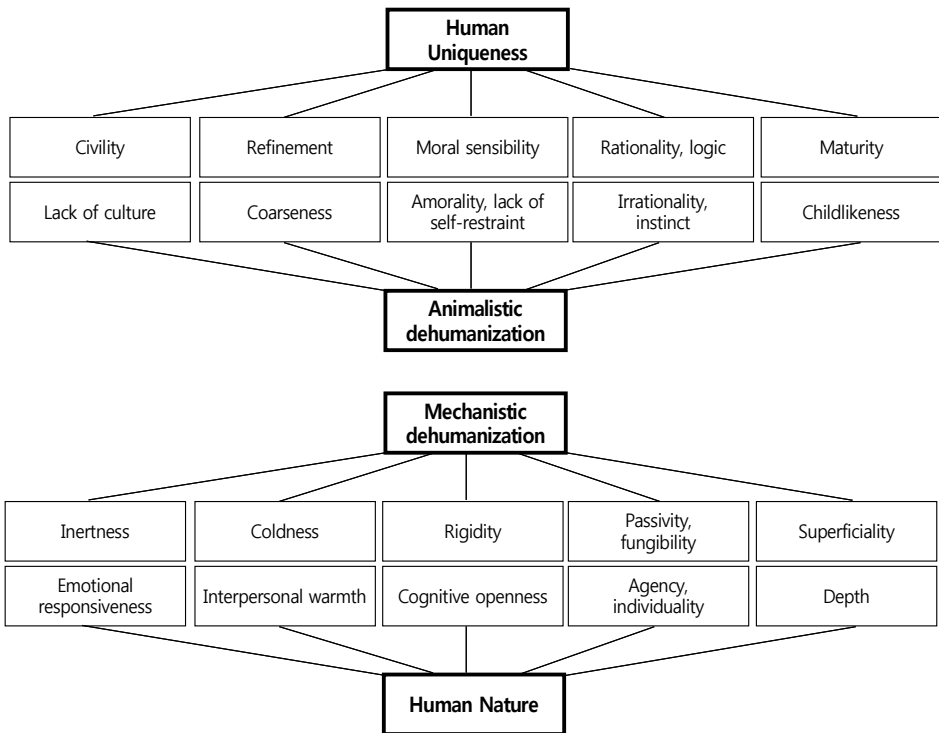 Human
Uniqueness
Civility
Refinement
Moral sensibility
Rationality, logic
Maturity
Lack of culture
Coarseness
Amorality, lack of
self-restraint
Irrationality,
instinct
Childlikeness
Animalistic
dehumanization
Mechanistic
dehumanization
Inertness
Coldness
Rigidity
Passivity,
fungibility
Superficiality
Emotional
responsiveness
Interpersonal warmth
Cognitive openness
Agency,
individuality
Depth
Human Nature